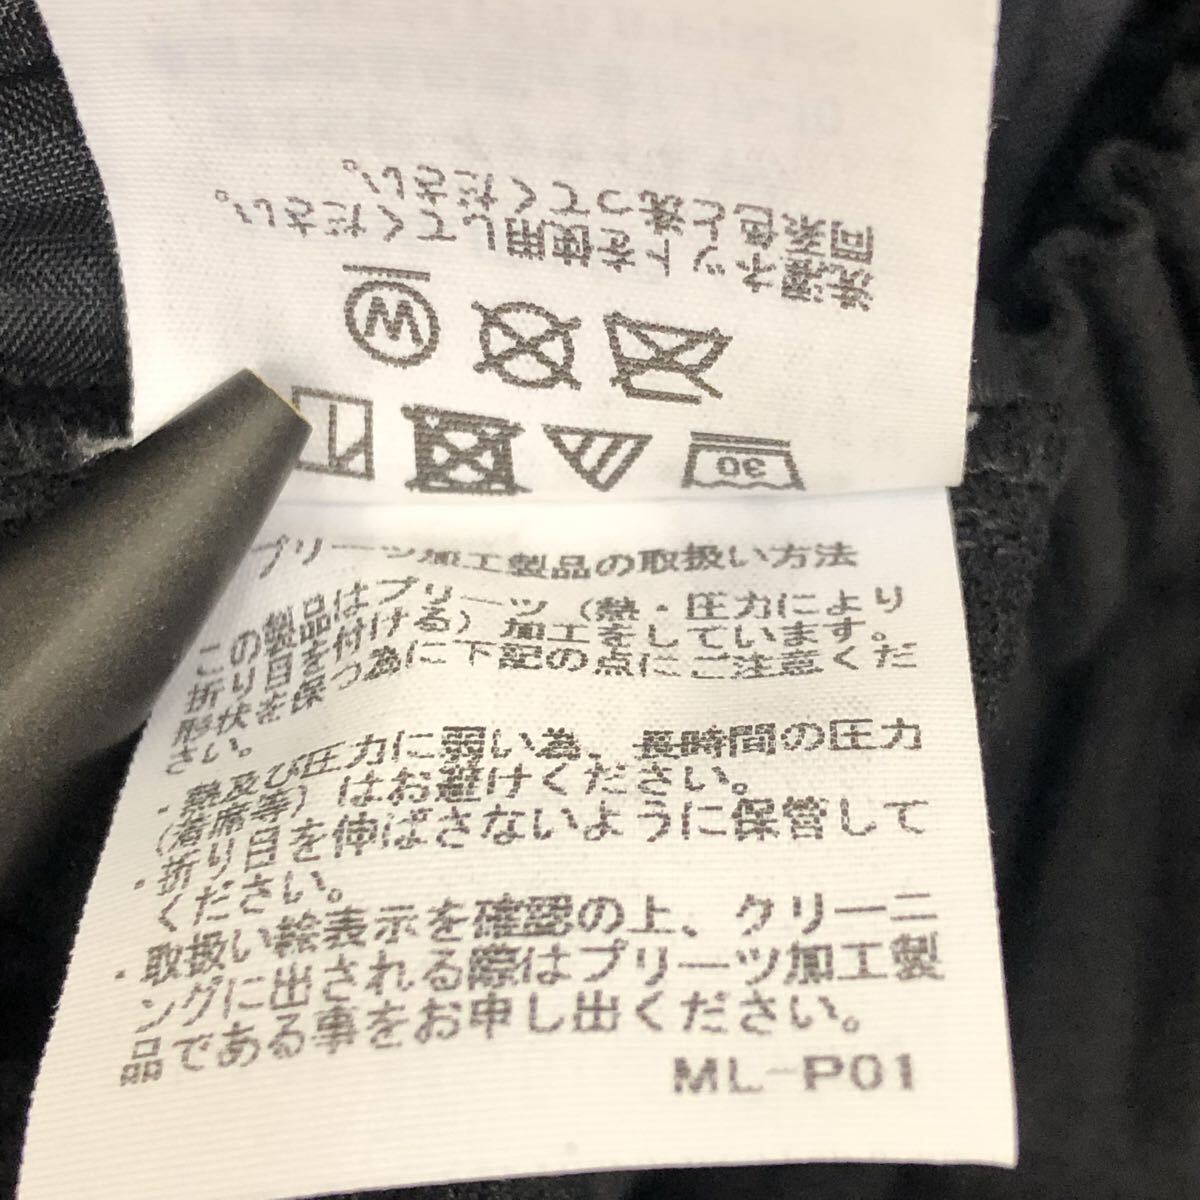 30
W
洗濯ネットを使用してください。
同系色と洗ってください。
プリーツ加工製品の取扱い方法
この製品はプリーツ（熱・圧力により
折り目を付ける）加工をしています。
形状を保つ為に下記の点にご注意くだ
さい。
・熱及び圧力に弱い為、長時間の圧力
（着席等）はお避けください。
・折り目を伸ばさないように保管して
ください。
・取扱い絵表示を確認の上、クリーニ
ングに出される際はプリーツ加工製
品である事をお申し出ください。
ML-P01